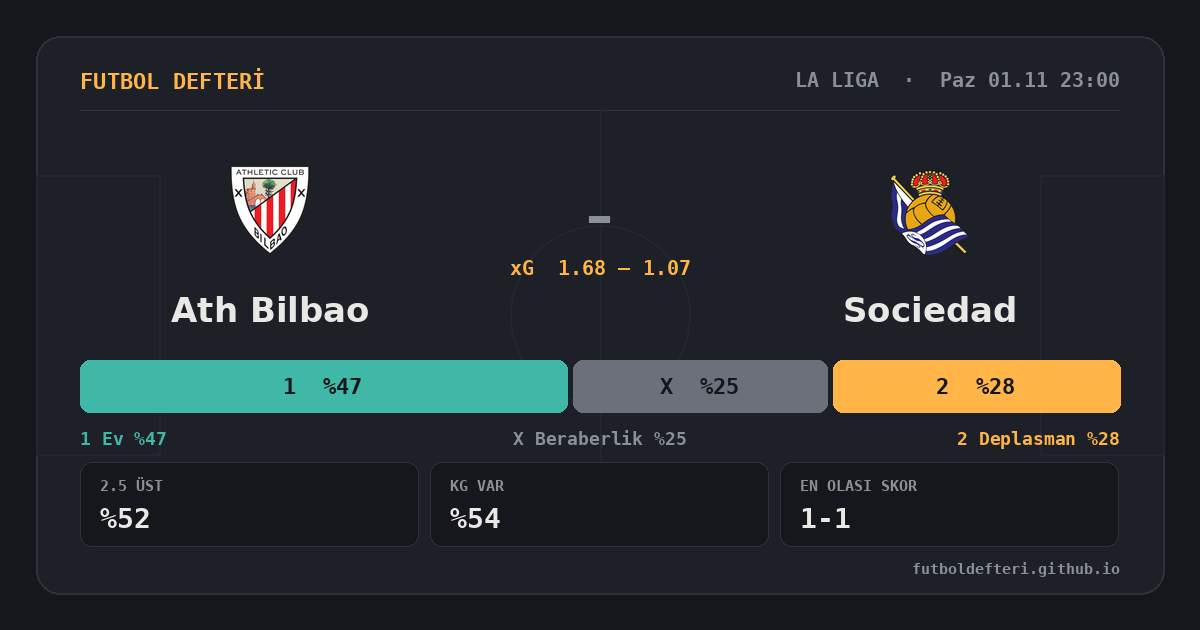 FUTBOL DEFTERİ
LA LIGA · Paz 01.11 23:00
ATHLETIC CLUB
BILBAO
–
xG 1.68 – 1.07
Ath Bilbao
Sociedad
1 %47
X %25
2 %28
1 Ev %47
X Beraberlik %25
2 Deplasman %28
2.5 ÜST
%52
KG VAR
%54
EN OLASI SKOR
1-1
futboldefteri.github.io